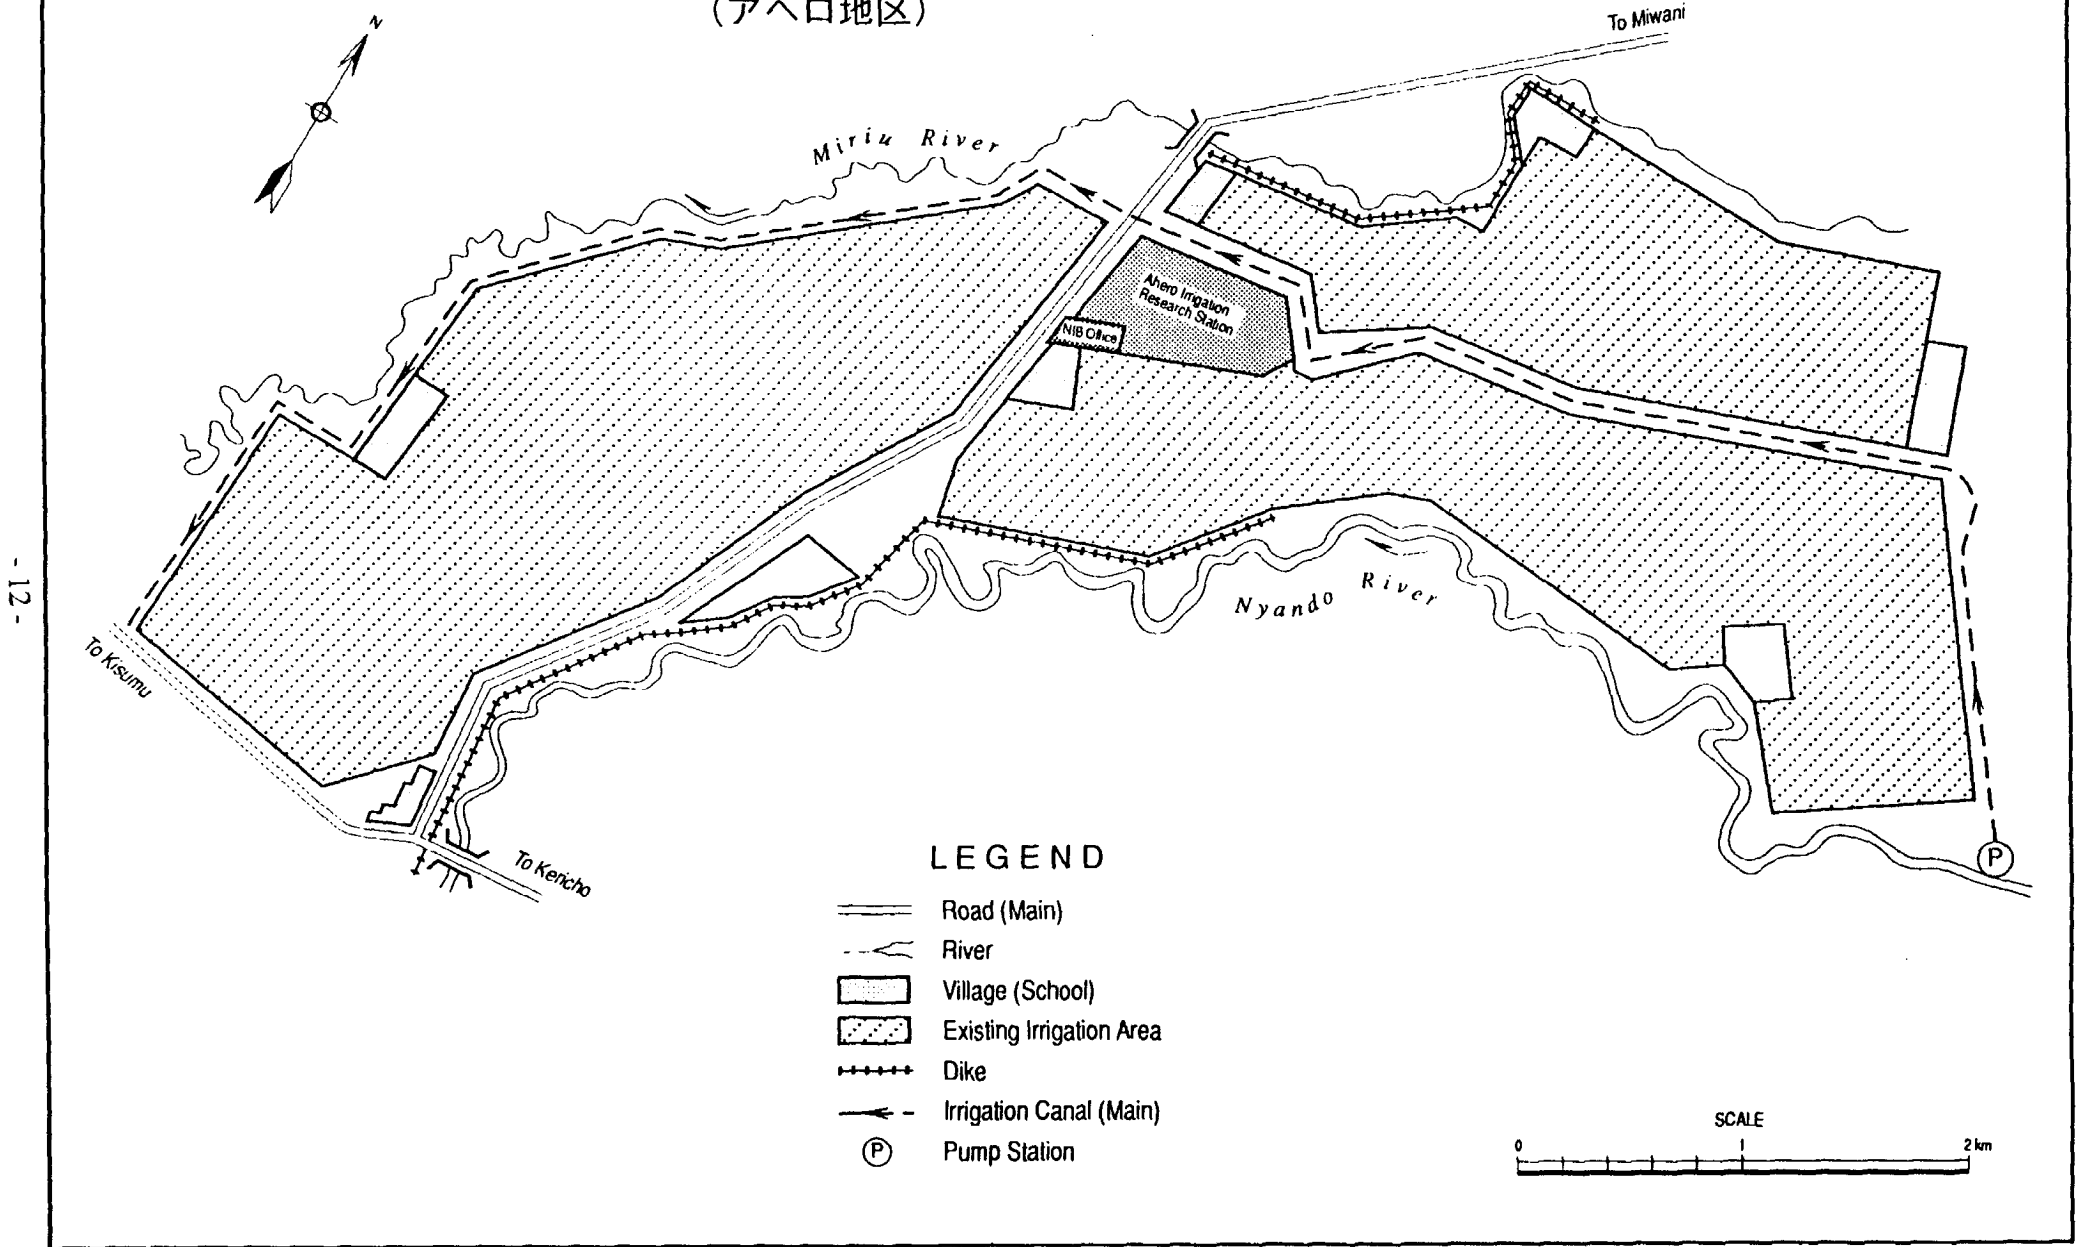 (アヘロ地区)
N
To Miwani
Miriu River
Ahero Irrigation
Research Station
NIB Office
Nyando River
To Kisumu
To Kericho
- 12 -
LEGEND
Road (Main)
River
Village (School)
Existing Irrigation Area
Dike
Irrigation Canal (Main)
P
Pump Station
P
SCALE
0 1 2 km